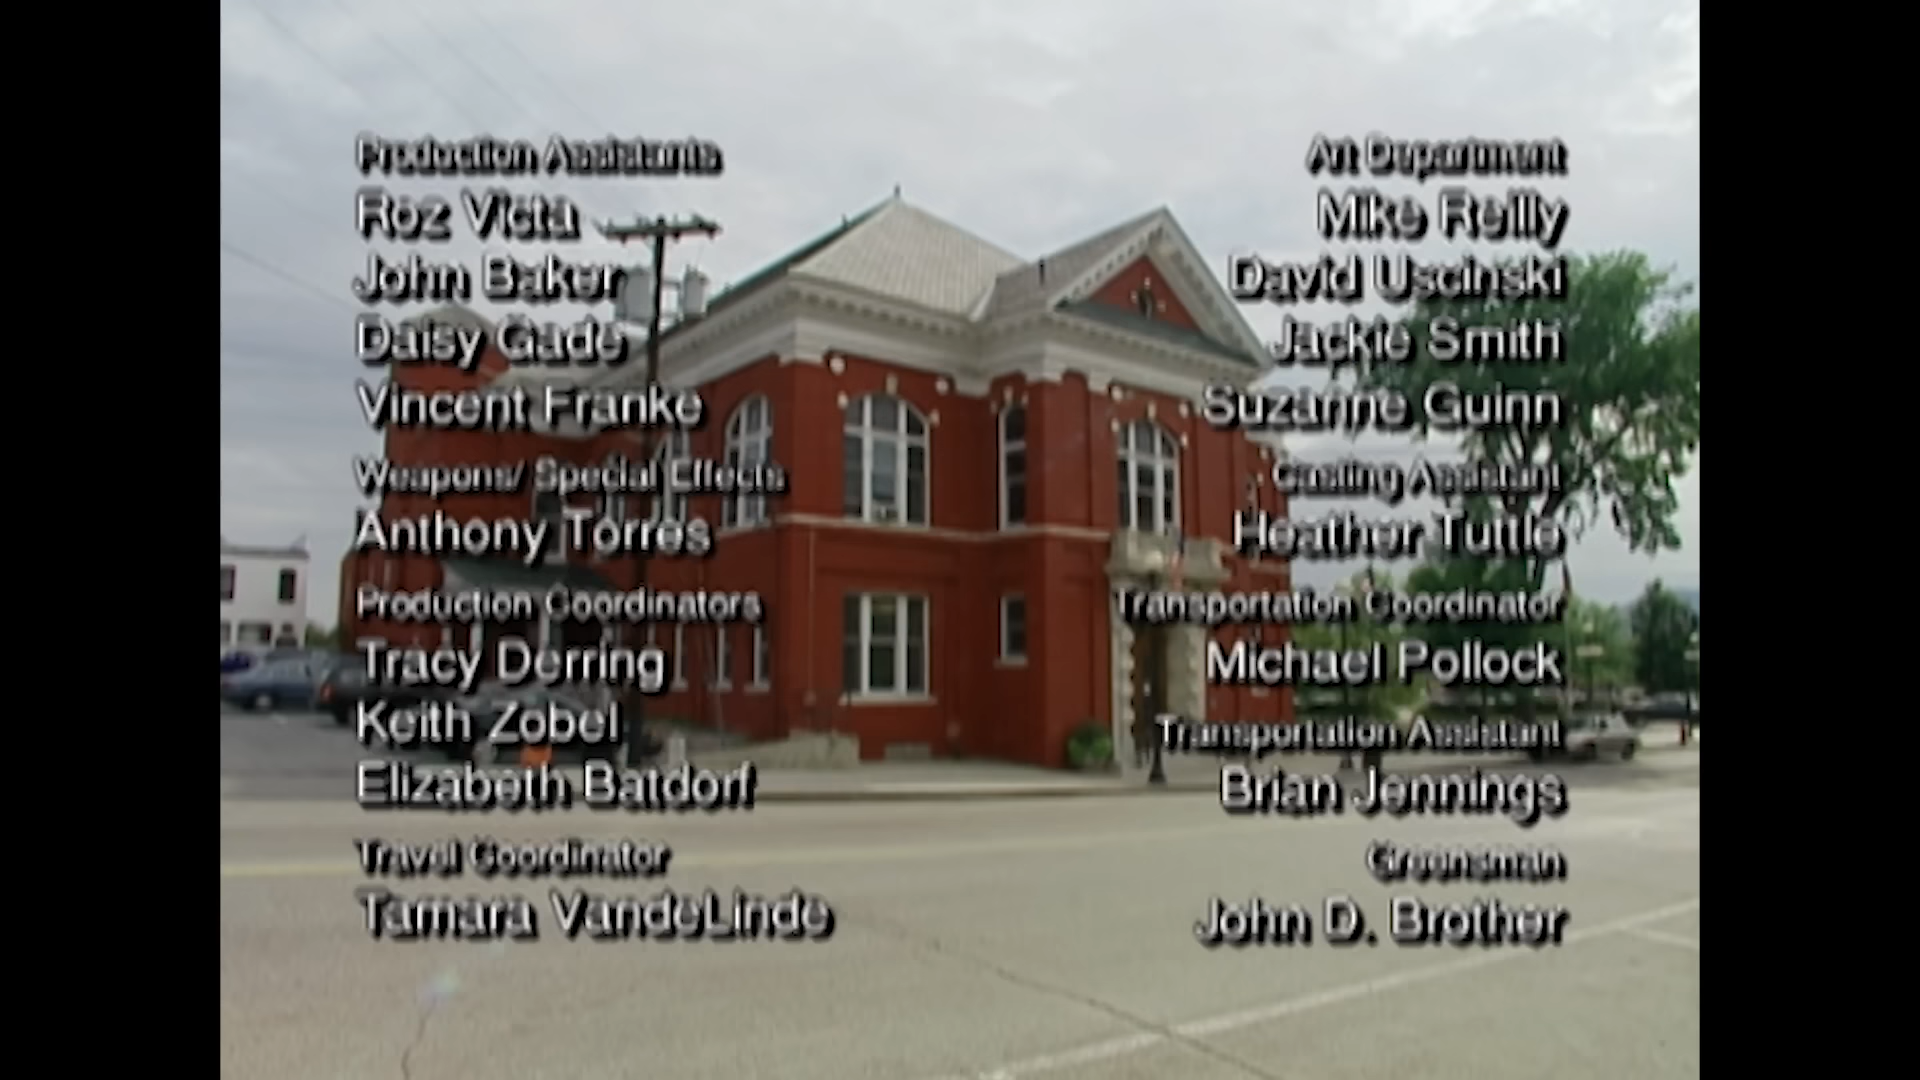 Production Assistants
Roz Victa
John Baker
Daisy Gade
Vincent Franke
Weapons/ Special Effects
Anthony Torres
Production Coordinators
Tracy Derring
Keith Zobel
Elizabeth Batdorf
Travel Coordinator
Tamara VandeLinde
Art Department
Mike Reilly
David Uscinski
Jackie Smith
Suzanne Guinn
Casting Assistant
Heather Tuttle
Transportation Coordinator
Michael Pollock
Transportation Assistant
Brian Jennings
Greensman
John D. Brother